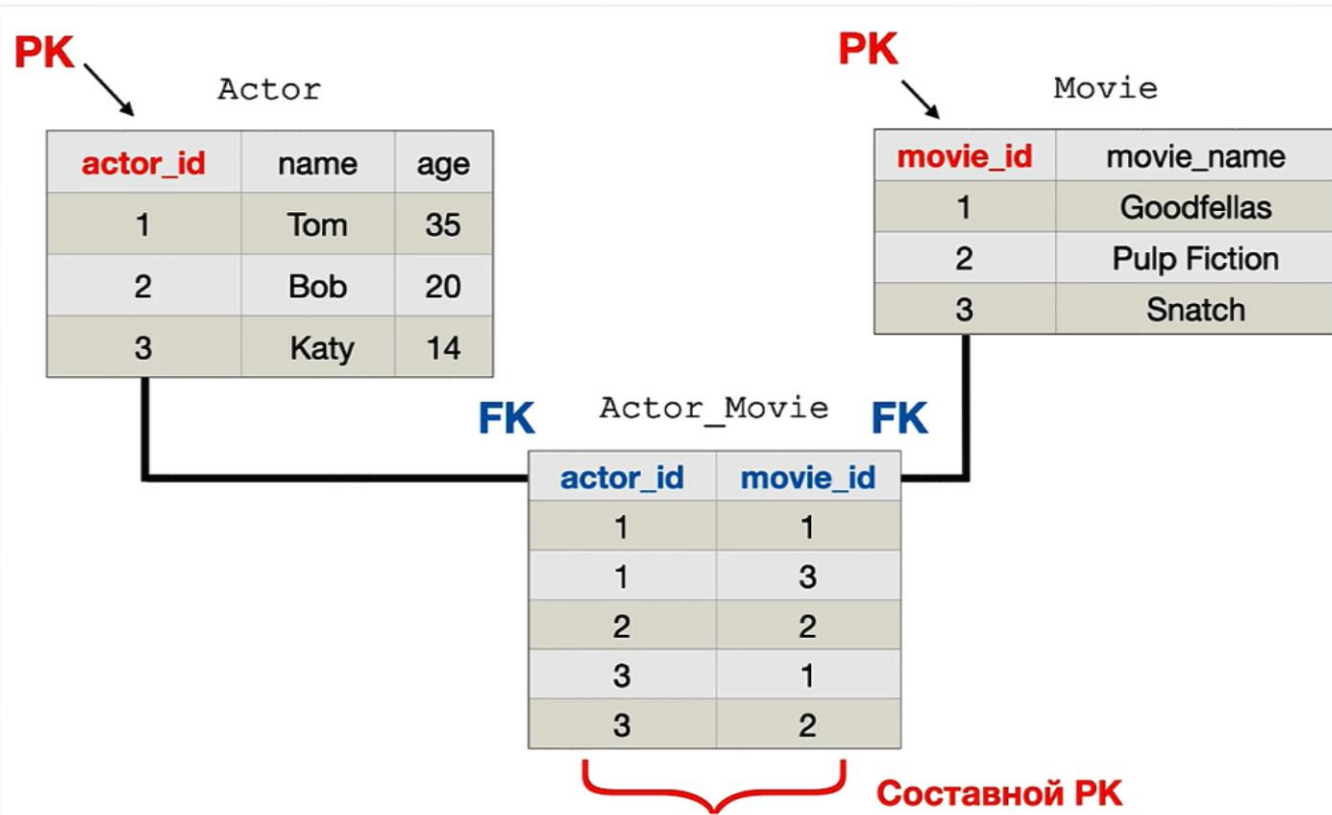 PK
Actor
actor_id name age
1 Tom 35
2 Bob 20
3 Katy 14
PK
Movie
movie_id movie_name
1 Goodfellas
2 Pulp Fiction
3 Snatch
FK Actor_Movie FK
actor_id movie_id
1 1
1 3
2 2
3 1
3 2
Составной PK